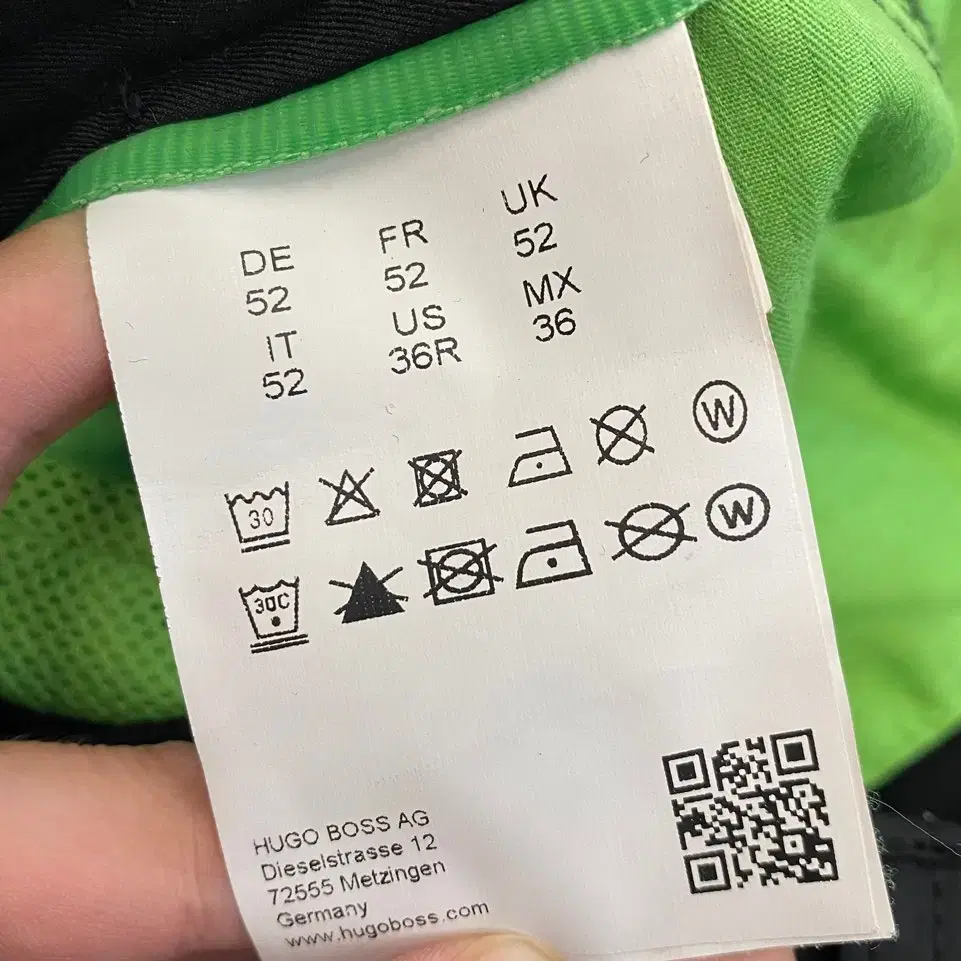 DE FR UK
52 52 52
IT US MX
52 36R 36
30 W
30C W
HUGO BOSS AG
Dieselstrasse 12
72555 Metzingen
Germany
www.hugoboss.com